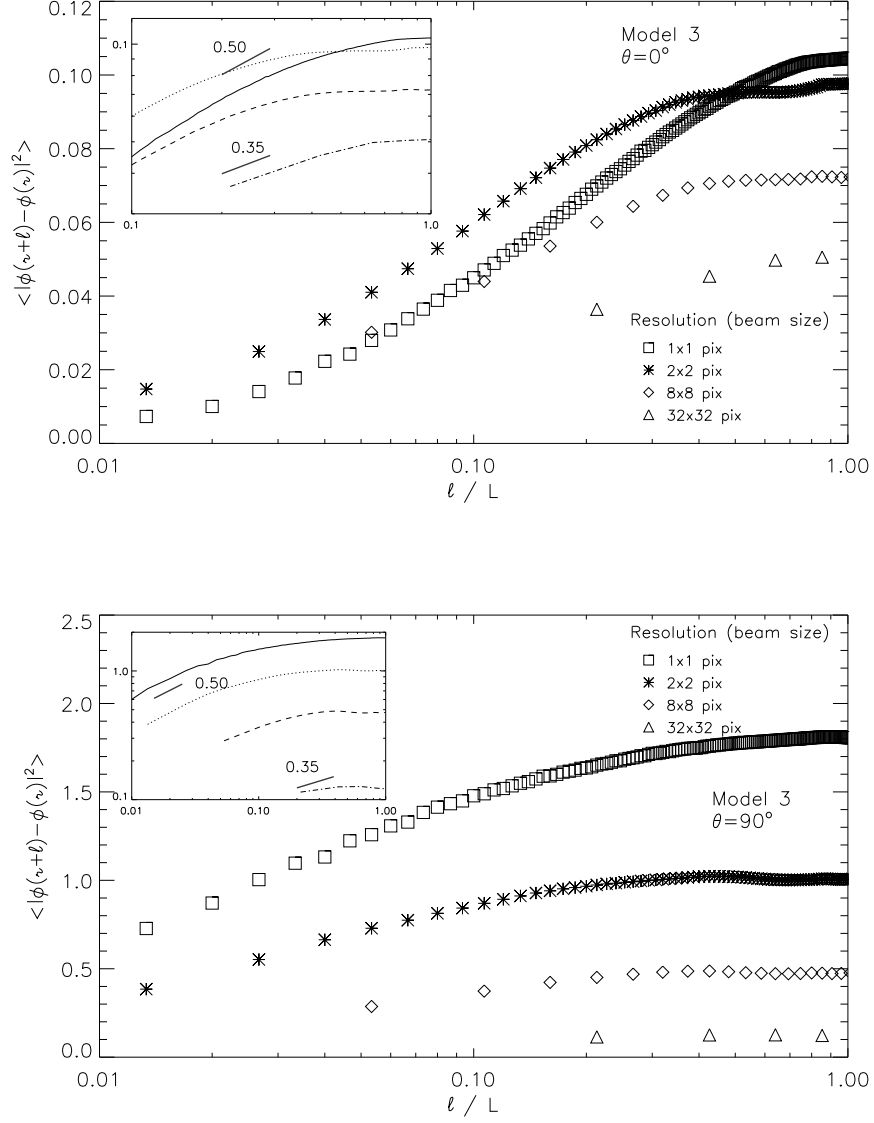 Model 3
θ=0°
0.12
0.10
0.08
0.06
0.04
0.02
0.00
<|φ(r+ℓ)−φ(r)|²>
0.1
0.50
0.35
0.1
1.0
Resolution (beam size)
1x1 pix
2x2 pix
8x8 pix
32x32 pix
0.01
0.10
1.00
ℓ / L
2.5
2.0
1.5
1.0
0.5
0.0
<|φ(r+ℓ)−φ(r)|²>
1.0
0.1
0.50
0.35
0.01
0.10
1.00
Resolution (beam size)
1x1 pix
2x2 pix
8x8 pix
32x32 pix
Model 3
θ=90°
0.01
0.10
1.00
ℓ / L